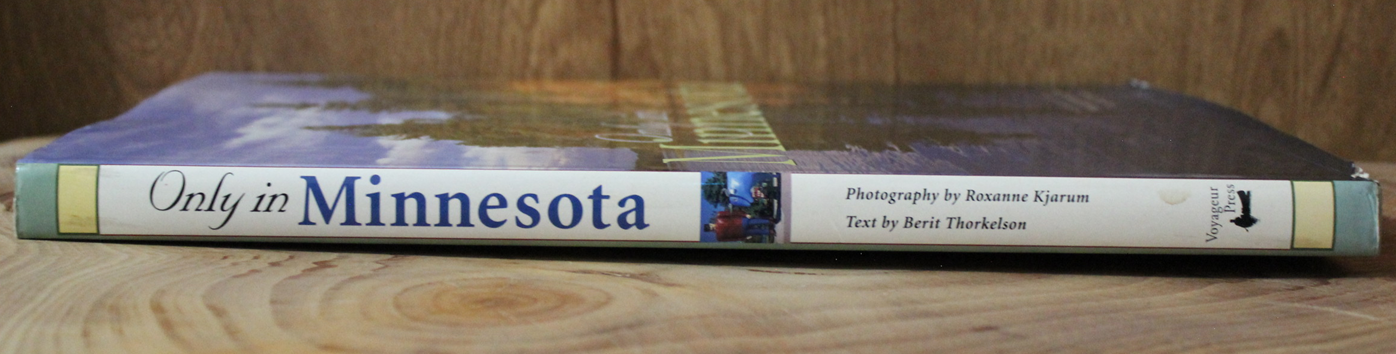 Only in Minnesota
Photography by Roxanne Kjarum
Text by Berit Thorkelson
Voyageur
Press